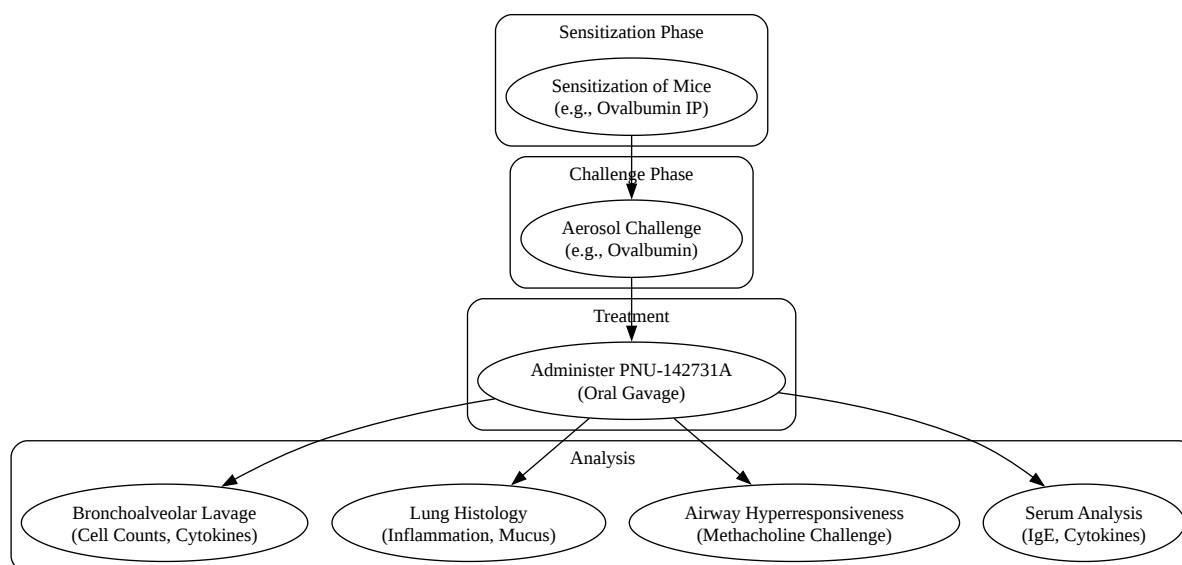 Sensitization Phase
Sensitization of Mice
(e.g., Ovalbumin IP)
Challenge Phase
Aerosol Challenge
(e.g., Ovalbumin)
Treatment
Administer PNU-142731A
(Oral Gavage)
Analysis
Bronchoalveolar Lavage
(Cell Counts, Cytokines)
Lung Histology
(Inflammation, Mucus)
Airway Hyperresponsiveness
(Methacholine Challenge)
Serum Analysis
(IgE, Cytokines)